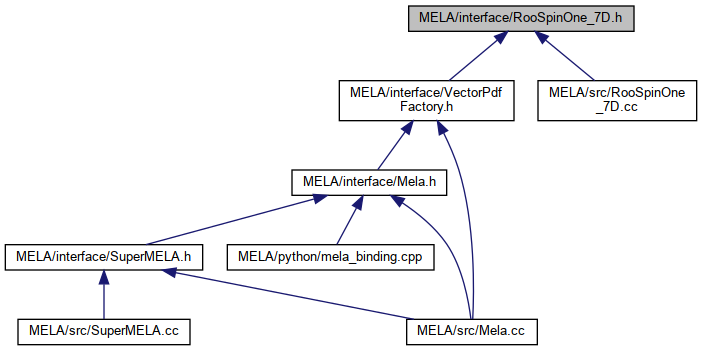 MELA/interface/RooSpinOne_7D.h
MELA/interface/VectorPdf
Factory.h
MELA/src/RooSpinOne
_7D.cc
MELA/interface/Mela.h
MELA/interface/SuperMELA.h
MELA/python/mela_binding.cpp
MELA/src/SuperMELA.cc
MELA/src/Mela.cc